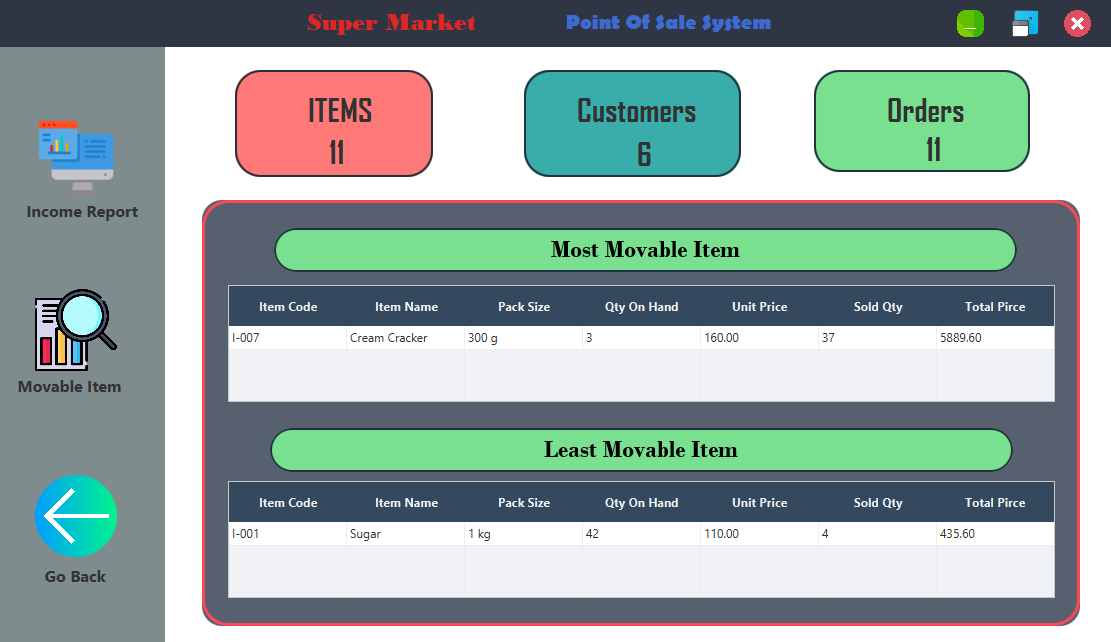 Super Market Point Of Sale System
ITEMS Customers Orders
11 6 11
Income Report
Movable Item
Go Back
Most Movable Item
Item Code Item Name Pack Size Qty On Hand Unit Price Sold Qty Total Pirce
I-007 Cream Cracker 300 g 3 160.00 37 5889.60
Least Movable Item
Item Code Item Name Pack Size Qty On Hand Unit Price Sold Qty Total Pirce
I-001 Sugar 1 kg 42 110.00 4 435.60